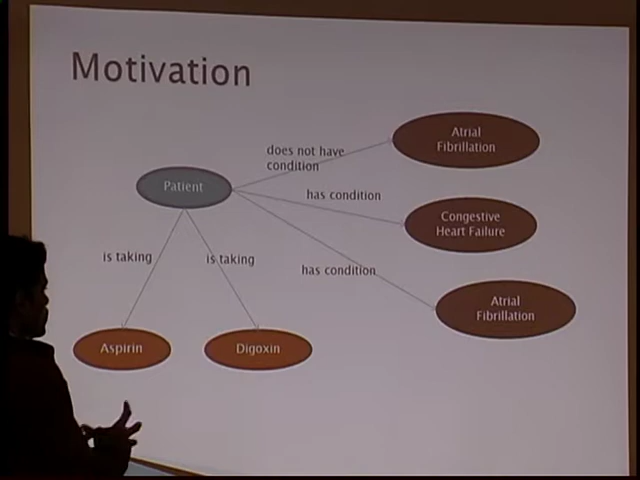 Motivation
does not have
condition
Atrial
Fibrillation
Patient
has condition
Congestive
Heart Failure
is taking
is taking
has condition
Atrial
Fibrillation
Aspirin
Digoxin